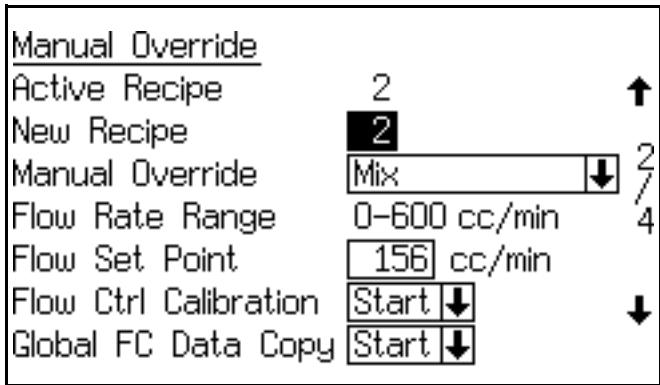 Manual Override
Active Recipe 2
New Recipe 2
Manual Override Mix
Flow Rate Range 0-600 cc/min
Flow Set Point 156 cc/min
Flow Ctrl Calibration Start
Global FC Data Copy Start
2/4